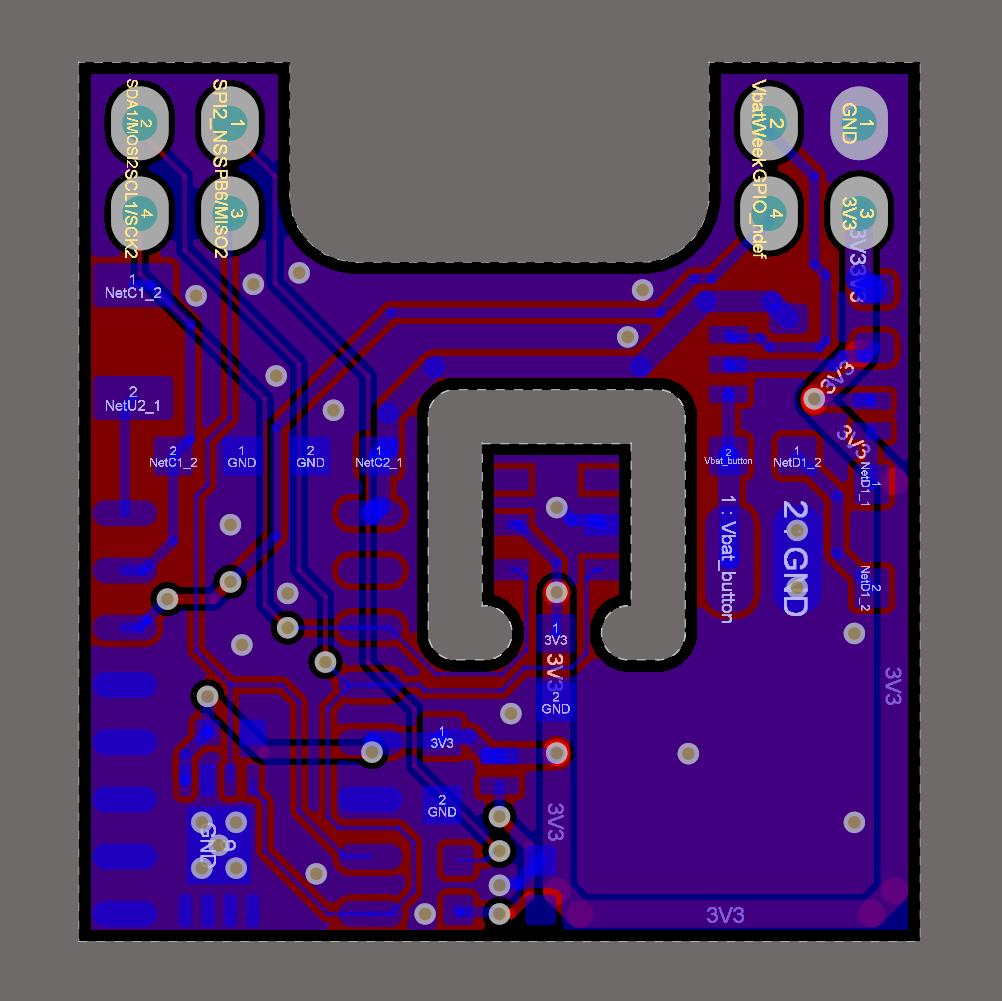 SDA1/MOSI2
2
SPI2_NSS
1
VbatWeek
2
GND
1
SCL1/SCK2
4
SPB6/MISO2
3
GPIO_ndef
4
3V3
3
3V3
3V3
1
NetC1_2
3V3
2
NetU2_1
3V3
2
NetC1_2
1
GND
2
GND
1
NetC2_1
2
Vbat_button
1
NetD1_2
1
NetD1_1
1 : Vbat_button
2 : GND
2
NetD1_2
1
3V3
3V3
2
GND
3V3
1
3V3
2
GND
3V3
9
GND
3V3